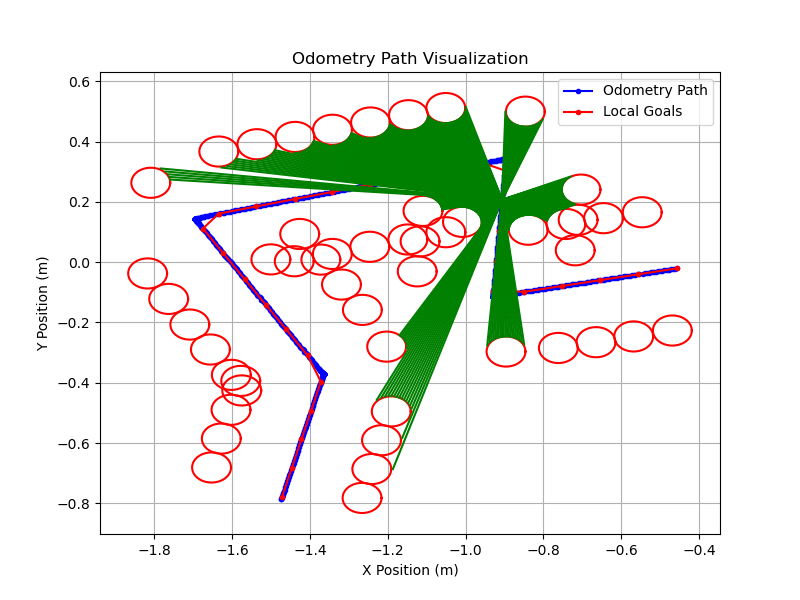 Odometry Path Visualization
Odometry Path
Local Goals
Y Position (m)
0.6
0.4
0.2
0.0
−0.2
−0.4
−0.6
−0.8
−1.8 −1.6 −1.4 −1.2 −1.0 −0.8 −0.6 −0.4
X Position (m)